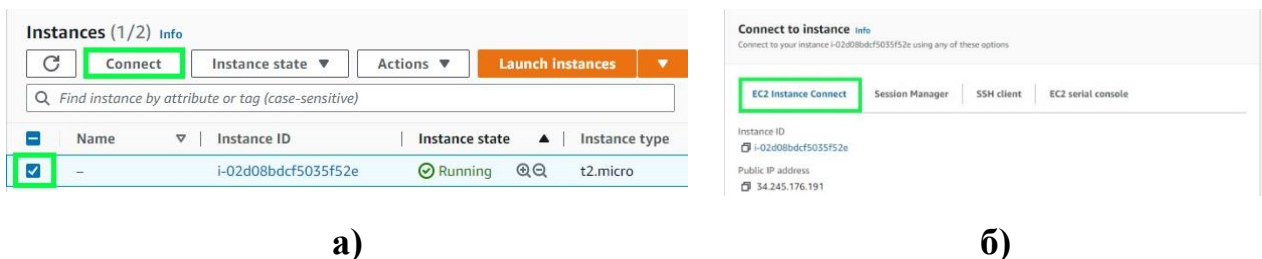 Instances (1/2) Info
Connect Instance state ▼ Actions ▼ Launch instances ▼
Find instance by attribute or tag (case-sensitive)
Name Instance ID Instance state ▲ Instance type
– i-02d08bdcf5035f52e Running t2.micro
а)
Connect to instance Info
Connect to your instance i-02d08bdcf5035f52e using any of these options
EC2 Instance Connect Session Manager SSH client EC2 serial console
Instance ID
i-02d08bdcf5035f52e
Public IP address
34.245.176.191
б)